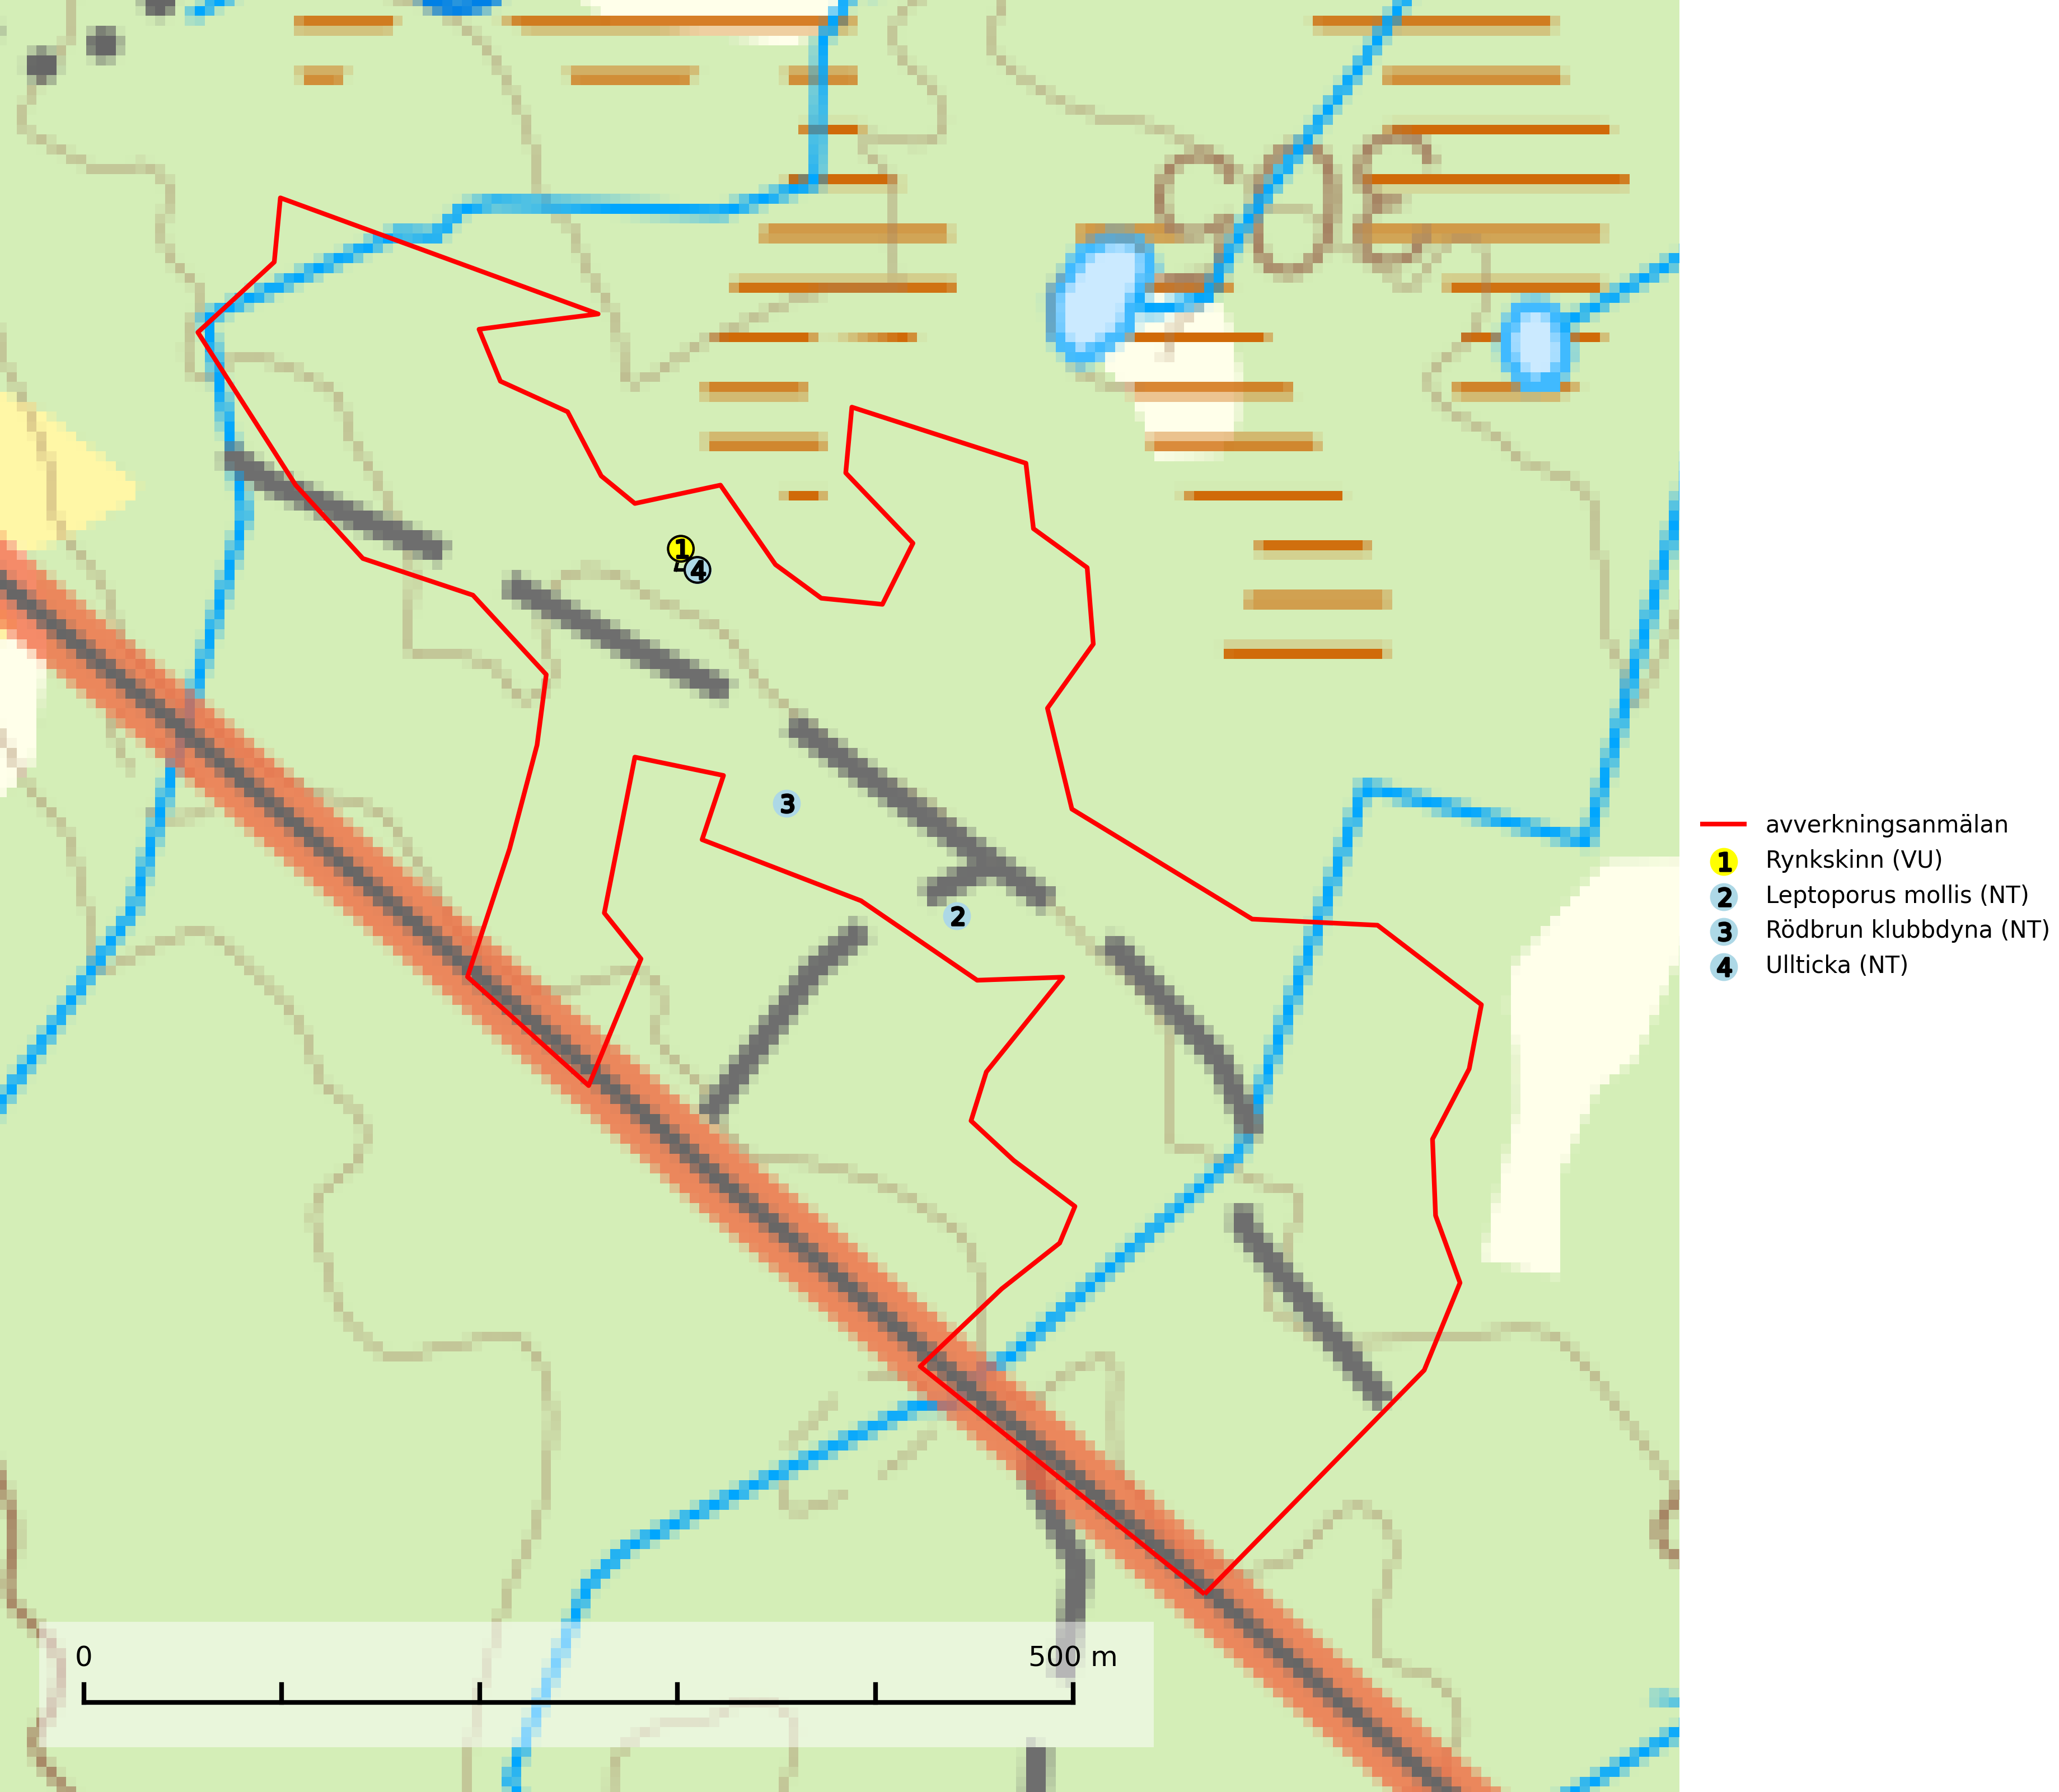 1
4
3
2
0
500 m
avverkningsanmälan
1 Rynkskinn (VU)
2 Leptoporus mollis (NT)
3 Rödbrun klubbdyna (NT)
4 Ullticka (NT)